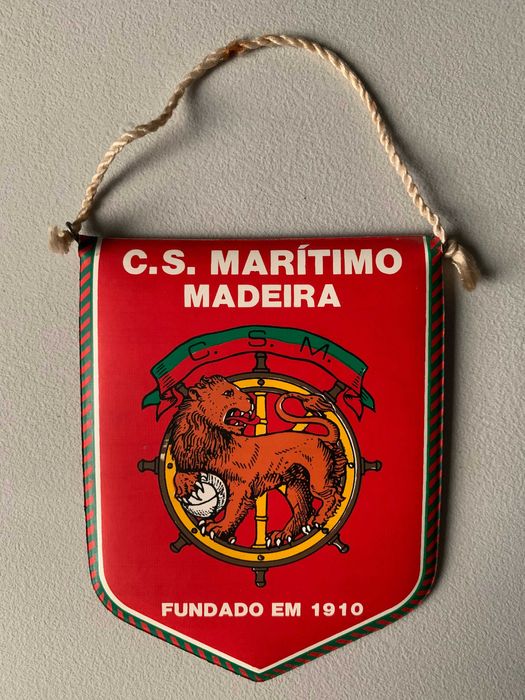 C.S. MARÍTIMO
MADEIRA
C. S. M.
FUNDADO EM 1910